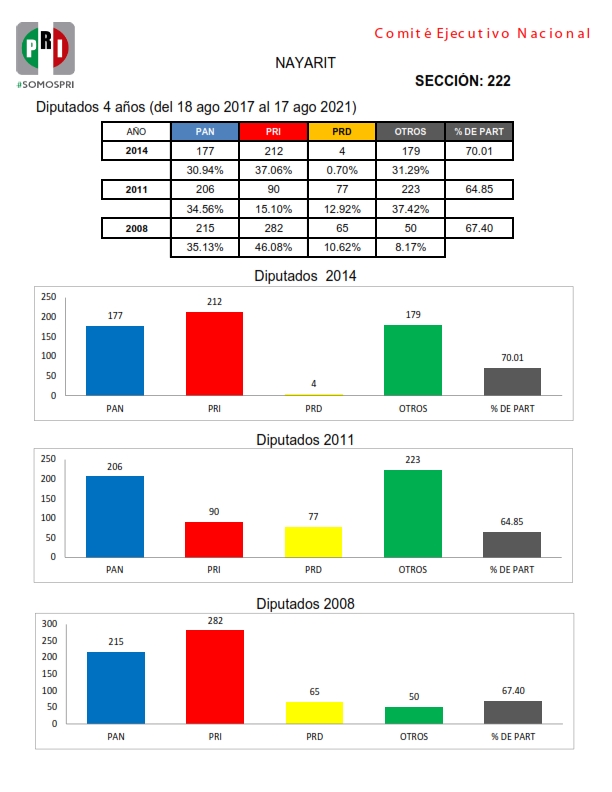 Comité Ejecutivo Nacional
PRI
#SOMOSPRI
NAYARIT
SECCIÓN: 222
Diputados 4 años (del 18 ago 2017 al 17 ago 2021)
AÑO PAN PRI PRD OTROS % DE PART
2014 177 212 4 179 70.01
30.94% 37.06% 0.70% 31.29%
2011 206 90 77 223 64.85
34.56% 15.10% 12.92% 37.42%
2008 215 282 65 50 67.40
35.13% 46.08% 10.62% 8.17%
Diputados 2014
250
200
150
100
50
0
177 212 4 179 70.01
PAN PRI PRD OTROS % DE PART
Diputados 2011
250
200
150
100
50
0
206 90 77 223 64.85
PAN PRI PRD OTROS % DE PART
Diputados 2008
300
250
200
150
100
50
0
215 282 65 50 67.40
PAN PRI PRD OTROS % DE PART